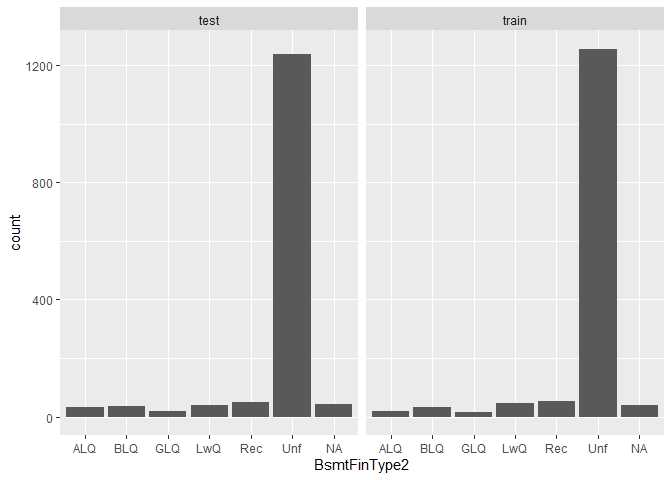 test train
1200
800
400
0
count
ALQ BLQ GLQ LwQ Rec Unf NA ALQ BLQ GLQ LwQ Rec Unf NA
BsmtFinType2